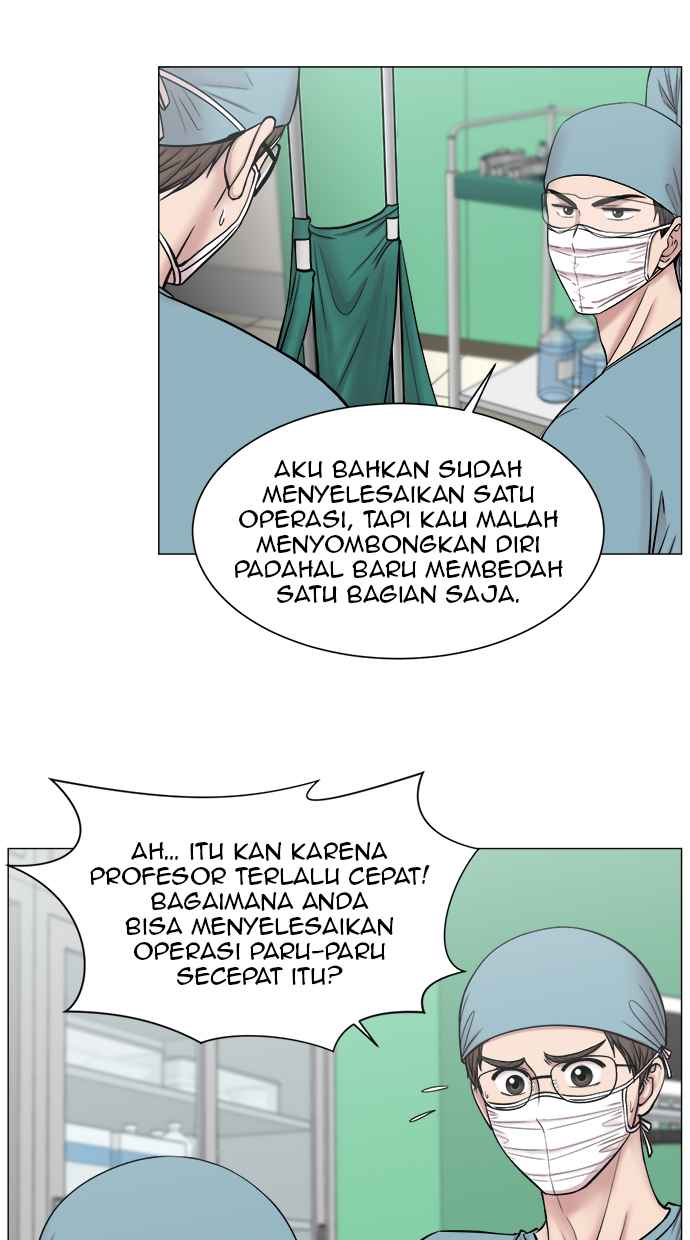 AKU BAHKAN SUDAH
MENYELESAIKAN SATU
OPERASI, TAPI KAU MALAH
MENYOMBONGKAN DIRI
PADAHAL BARU MEMBEDAH
SATU BAGIAN SAJA.
AH... ITU KAN KARENA
PROFESOR TERLALU CEPAT!
BAGAIMANA ANDA
BISA MENYELESAIKAN
OPERASI PARU-PARU
SECEPAT ITU?